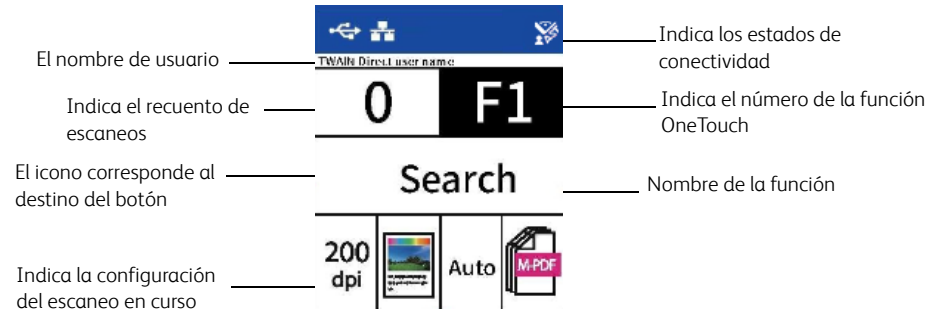 Indica los estados de
conectividad
El nombre de usuario
TWAIN Direct user name
Indica el recuento de
escaneos
0
F1
Indica el número de la función
OneTouch
El icono corresponde al
destino del botón
Search
Nombre de la función
200
dpi
Auto
M-PDF
Indica la configuración
del escaneo en curso